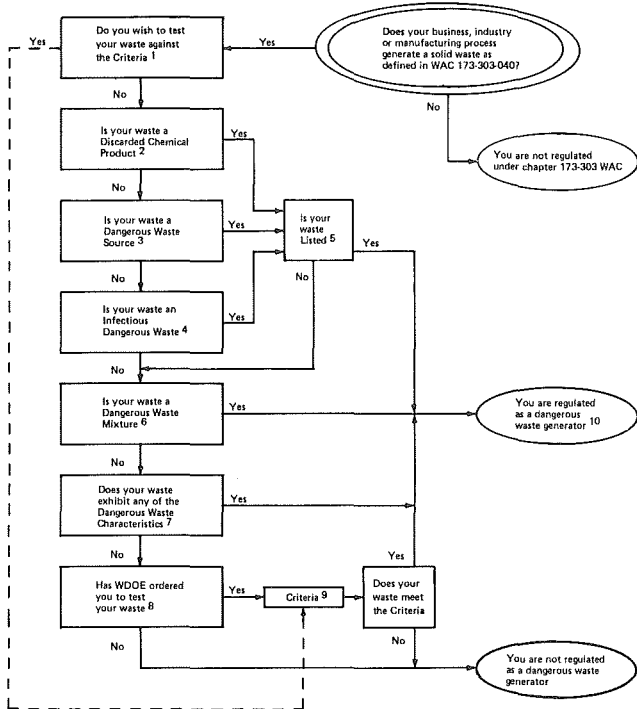 Yes
Do you wish to test
your waste against
the Criteria 1
Yes
Does your business, industry
or manufacturing process
generate a solid waste as
defined in WAC 173-303-040?
No
No
You are not regulated
under chapter 173-303 WAC
Is your waste a
Discarded Chemical
Product 2
Yes
No
Is your waste a
Dangerous Waste
Source 3
Yes
Is your
waste
Listed 5
Yes
No
No
Is your waste an
Infectious
Dangerous Waste 4
Yes
No
Is your waste a
Dangerous Waste
Mixture 6
Yes
You are regulated
as a dangerous
waste generator 10
No
Does your waste
exhibit any of the
Dangerous Waste
Characteristics 7
Yes
No
Yes
Has WDOE ordered
you to test
your waste 8
Yes
Criteria 9
Does your
waste meet
the Criteria
No
No
You are not regulated
as a dangerous waste
generator